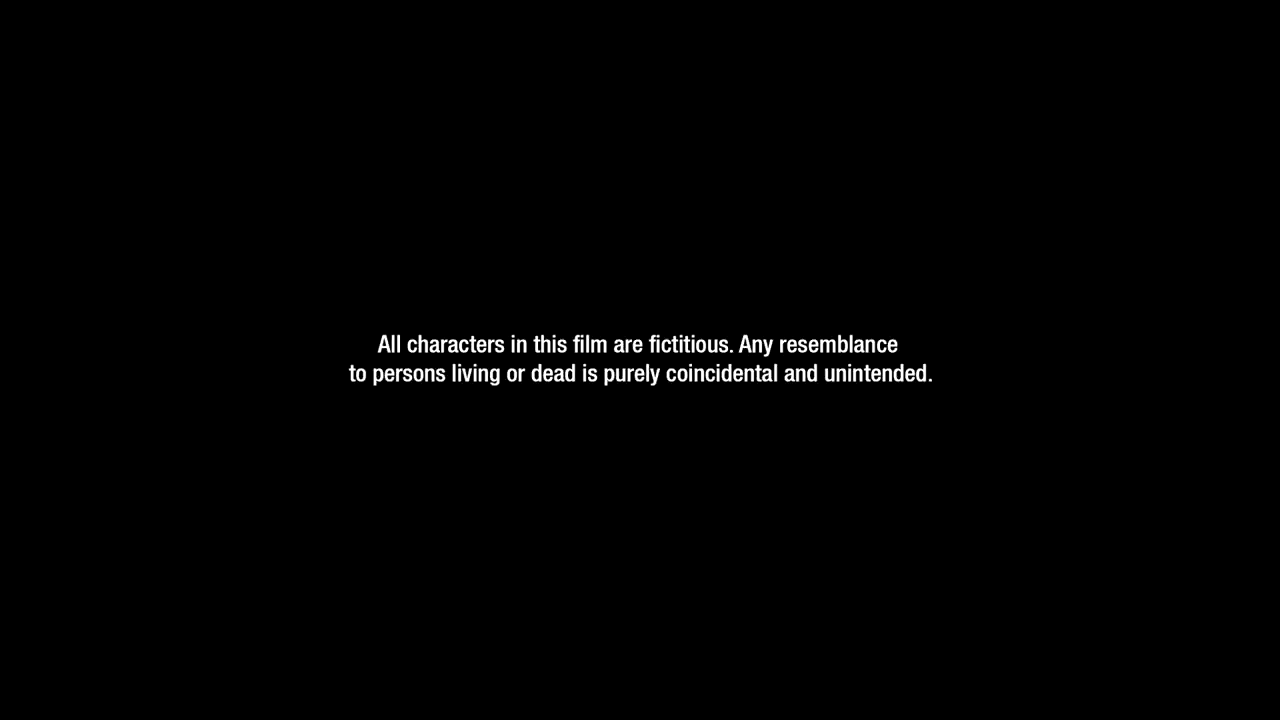 All characters in this film are fictitious. Any resemblance
to persons living or dead is purely coincidental and unintended.